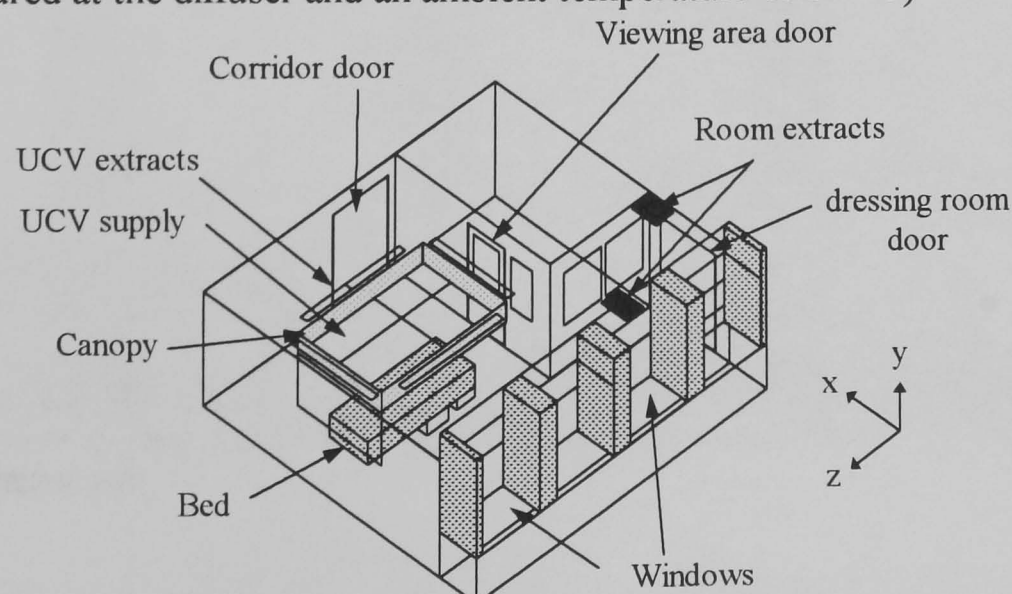 Viewing area door
Corridor door
Room extracts
UCV extracts
dressing room
door
UCV supply
Canopy
y
x
z
Bed
Windows